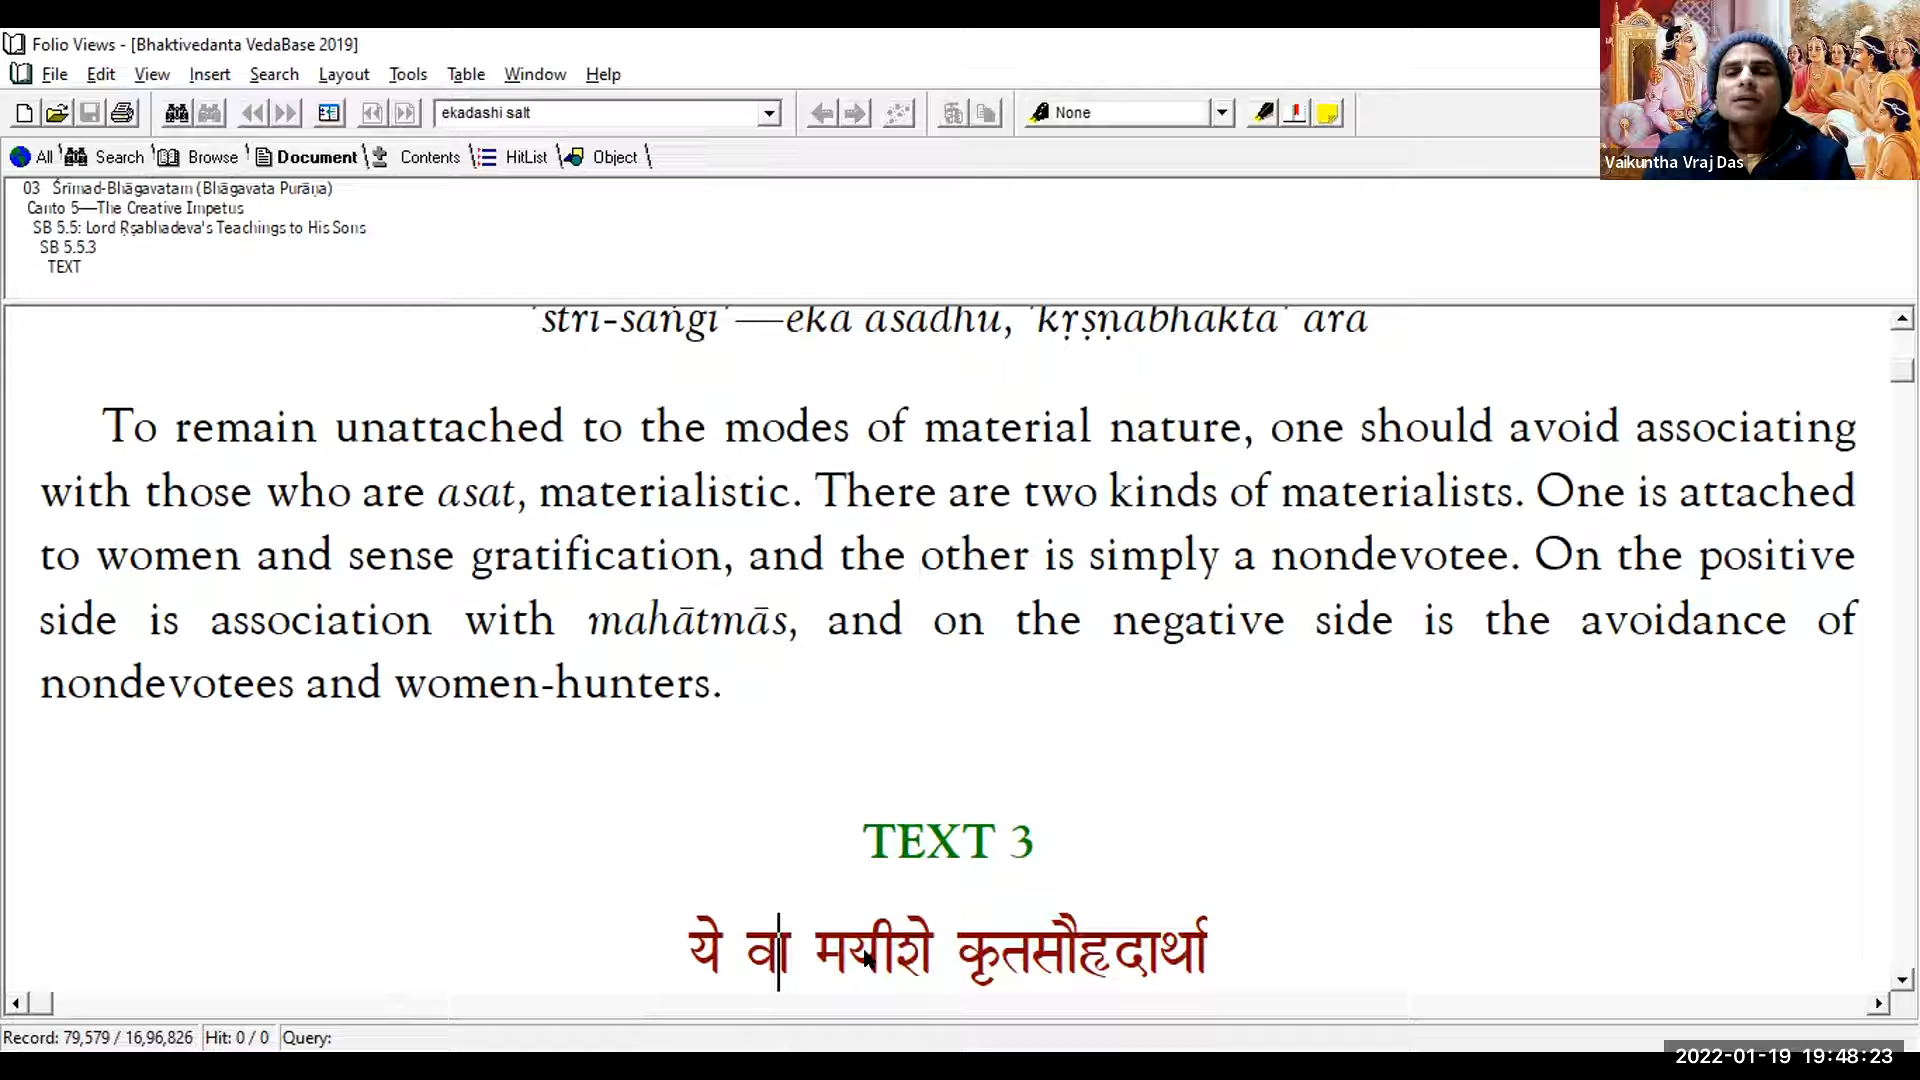 Folio Views - [Bhaktivedanta VedaBase 2019]
File Edit View Insert Search Layout Tools Table Window Help
ekadashi salt
None
All Search Browse Document Contents HitList Object
03 Śrīmad-Bhāgavatam (Bhāgavata Purāṇa)
Canto 5—The Creative Impetus
SB 5.5: Lord Ṛṣabhadeva's Teachings to His Sons
SB 5.5.3
TEXT
Vaikuntha Vraj Das
'strī-saṅgī'—eka asādhu, 'kṛṣṇābhakta' āra
To remain unattached to the modes of material nature, one should avoid associating
with those who are asat, materialistic. There are two kinds of materialists. One is attached
to women and sense gratification, and the other is simply a nondevotee. On the positive
side is association with mahātmās, and on the negative side is the avoidance of
nondevotees and women-hunters.
TEXT 3
ये वा मयीशे कृतसौहृदार्था
Record: 79,579 / 16,96,826 Hit: 0 / 0 Query:
2022-01-19 19:48:23